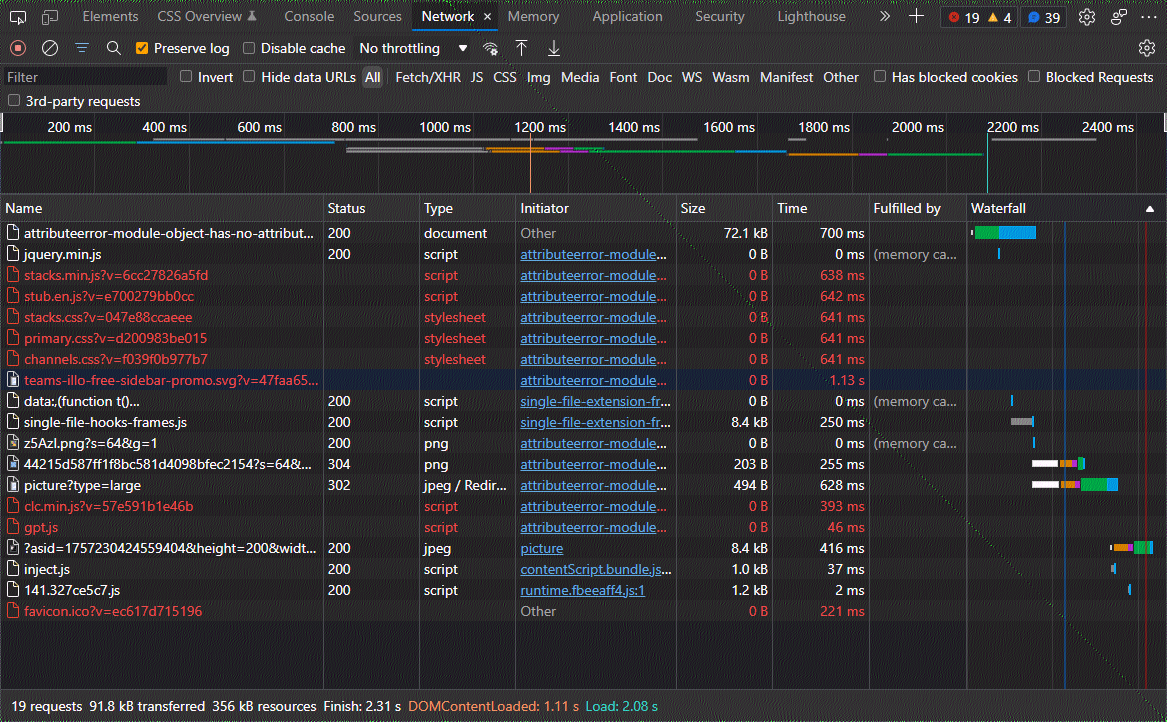 Elements CSS Overview Console Sources Network × Memory Application Security Lighthouse » + 19 4 39
Preserve log Disable cache No throttling
Filter Invert Hide data URLs All Fetch/XHR JS CSS Img Media Font Doc WS Wasm Manifest Other Has blocked cookies Blocked Requests
3rd-party requests
200 ms 400 ms 600 ms 800 ms 1000 ms 1200 ms 1400 ms 1600 ms 1800 ms 2000 ms 2200 ms 2400 ms
Name Status Type Initiator Size Time Fulfilled by Waterfall
attributeerror-module-object-has-no-attribut... 200 document Other 72.1 kB 700 ms
jquery.min.js 200 script attributeerror-module... 0 B 0 ms (memory ca...
stacks.min.js?v=6cc27826a5fd script attributeerror-module... 0 B 638 ms
stub.en.js?v=e700279bb0cc script attributeerror-module... 0 B 642 ms
stacks.css?v=047e88ccaeee stylesheet attributeerror-module... 0 B 641 ms
primary.css?v=d200983be015 stylesheet attributeerror-module... 0 B 641 ms
channels.css?v=f039f0b977b7 stylesheet attributeerror-module... 0 B 641 ms
teams-illo-free-sidebar-promo.svg?v=47faa65... attributeerror-module... 0 B 1.13 s
data:,(function t()... 200 script single-file-extension-fr... 0 B 0 ms (memory ca...
single-file-hooks-frames.js 200 script single-file-extension-fr... 8.4 kB 250 ms
z5Azl.png?s=64&g=1 200 png attributeerror-module... 0 B 0 ms (memory ca...
44215d587ff1f8bc581d4098bfec2154?s=64&... 304 png attributeerror-module... 203 B 255 ms
picture?type=large 302 jpeg / Redir... attributeerror-module... 494 B 628 ms
clc.min.js?v=57e591b1e46b script attributeerror-module... 0 B 393 ms
gpt.js script attributeerror-module... 0 B 46 ms
?asid=1757230424559404&height=200&widt... 200 jpeg picture 8.4 kB 416 ms
inject.js 200 script contentScript.bundle.js... 1.0 kB 37 ms
141.327ce5c7.js 200 script runtime.fbeeaff4.js:1 1.2 kB 2 ms
favicon.ico?v=ec617d715196 Other 0 B 221 ms
19 requests 91.8 kB transferred 356 kB resources Finish: 2.31 s DOMContentLoaded: 1.11 s Load: 2.08 s